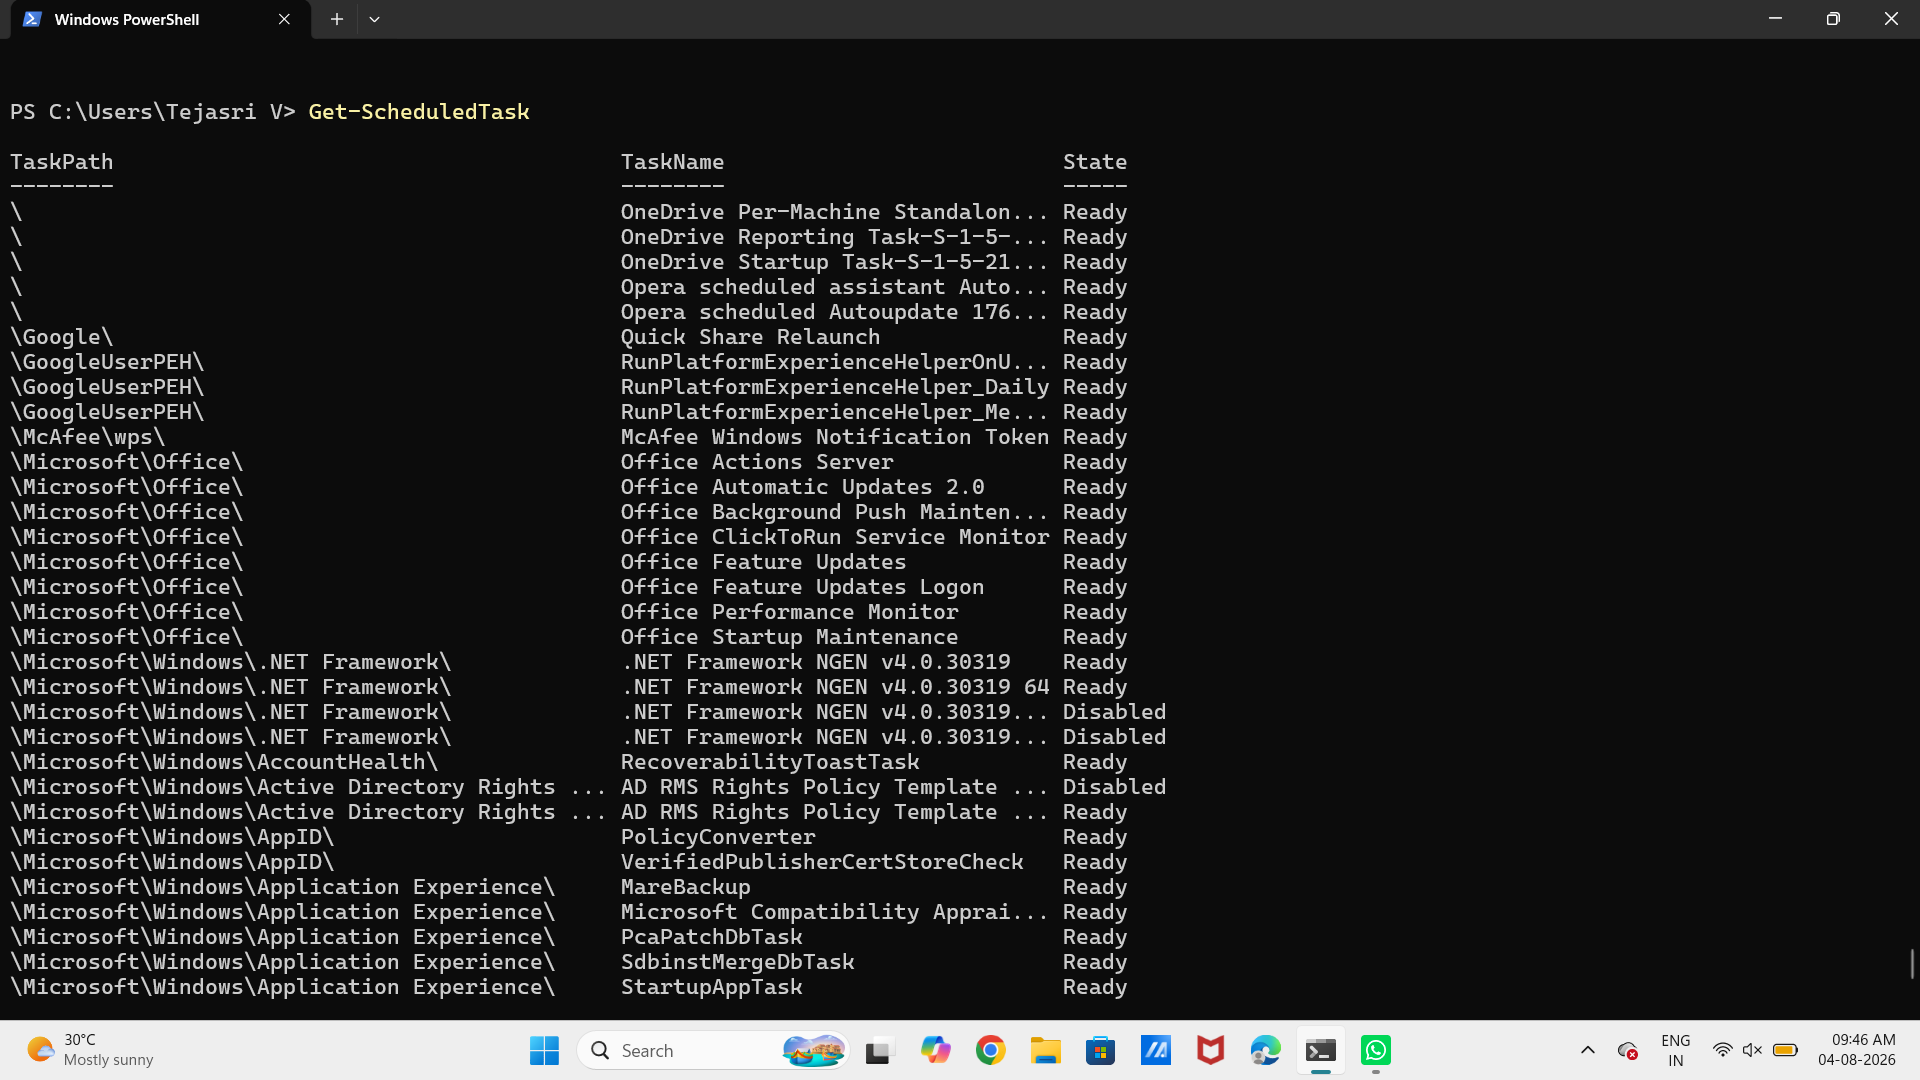 Windows PowerShell
PS C:\Users\Tejasri V> Get-ScheduledTask
TaskPath TaskName State
-------- -------- -----
\ OneDrive Per-Machine Standalon... Ready
\ OneDrive Reporting Task-S-1-5-... Ready
\ OneDrive Startup Task-S-1-5-21... Ready
\ Opera scheduled assistant Auto... Ready
\ Opera scheduled Autoupdate 176... Ready
\Google\ Quick Share Relaunch Ready
\GoogleUserPEH\ RunPlatformExperienceHelperOnU... Ready
\GoogleUserPEH\ RunPlatformExperienceHelper_Daily Ready
\GoogleUserPEH\ RunPlatformExperienceHelper_Me... Ready
\McAfee\wps\ McAfee Windows Notification Token Ready
\Microsoft\Office\ Office Actions Server Ready
\Microsoft\Office\ Office Automatic Updates 2.0 Ready
\Microsoft\Office\ Office Background Push Mainten... Ready
\Microsoft\Office\ Office ClickToRun Service Monitor Ready
\Microsoft\Office\ Office Feature Updates Ready
\Microsoft\Office\ Office Feature Updates Logon Ready
\Microsoft\Office\ Office Performance Monitor Ready
\Microsoft\Office\ Office Startup Maintenance Ready
\Microsoft\Windows\.NET Framework\ .NET Framework NGEN v4.0.30319 Ready
\Microsoft\Windows\.NET Framework\ .NET Framework NGEN v4.0.30319 64 Ready
\Microsoft\Windows\.NET Framework\ .NET Framework NGEN v4.0.30319... Disabled
\Microsoft\Windows\.NET Framework\ .NET Framework NGEN v4.0.30319... Disabled
\Microsoft\Windows\AccountHealth\ RecoverabilityToastTask Ready
\Microsoft\Windows\Active Directory Rights ... AD RMS Rights Policy Template ... Disabled
\Microsoft\Windows\Active Directory Rights ... AD RMS Rights Policy Template ... Ready
\Microsoft\Windows\AppID\ PolicyConverter Ready
\Microsoft\Windows\AppID\ VerifiedPublisherCertStoreCheck Ready
\Microsoft\Windows\Application Experience\ MareBackup Ready
\Microsoft\Windows\Application Experience\ Microsoft Compatibility Apprai... Ready
\Microsoft\Windows\Application Experience\ PcaPatchDbTask Ready
\Microsoft\Windows\Application Experience\ SdbinstMergeDbTask Ready
\Microsoft\Windows\Application Experience\ StartupAppTask Ready
30°C
Mostly sunny
Search
ENG
IN
09:46 AM
04-08-2026